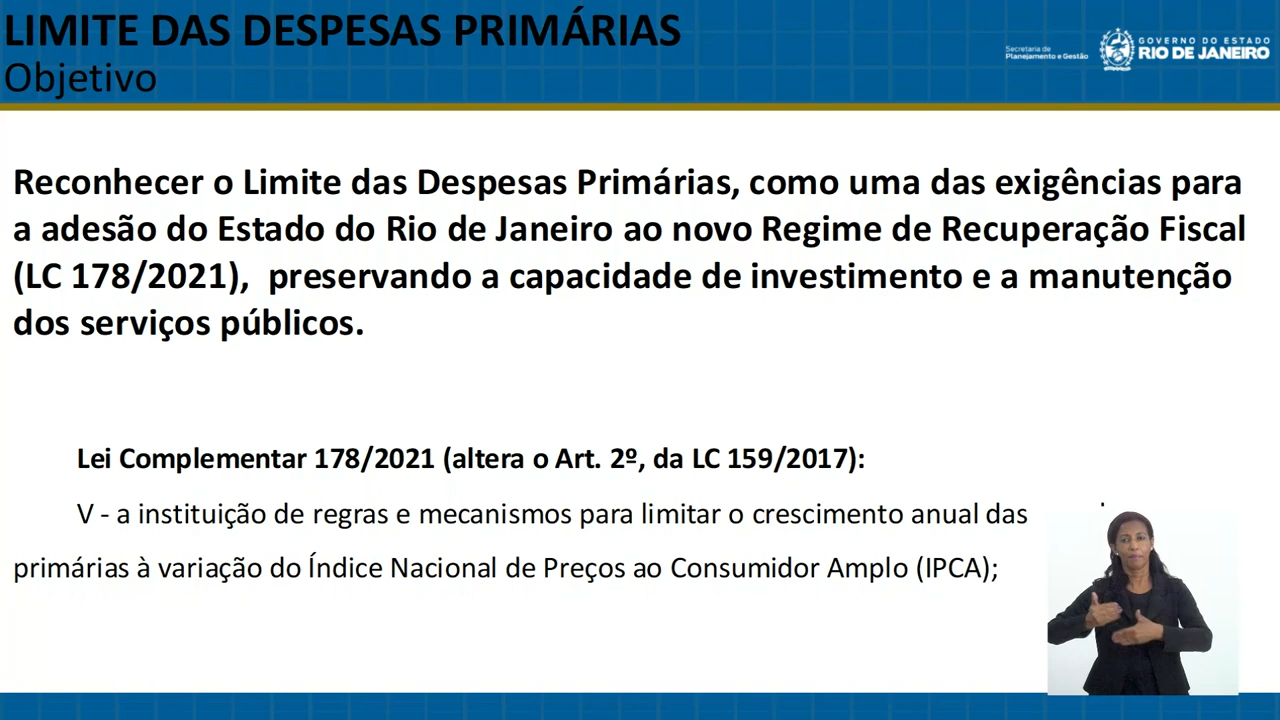 LIMITE DAS DESPESAS PRIMÁRIAS
Objetivo
Secretaria de
Planejamento e Gestão
GOVERNO DO ESTADO
RIO DE JANEIRO
Reconhecer o Limite das Despesas Primárias, como uma das exigências para
a adesão do Estado do Rio de Janeiro ao novo Regime de Recuperação Fiscal
(LC 178/2021), preservando a capacidade de investimento e a manutenção
dos serviços públicos.
Lei Complementar 178/2021 (altera o Art. 2º, da LC 159/2017):
V - a instituição de regras e mecanismos para limitar o crescimento anual das
primárias à variação do Índice Nacional de Preços ao Consumidor Amplo (IPCA);